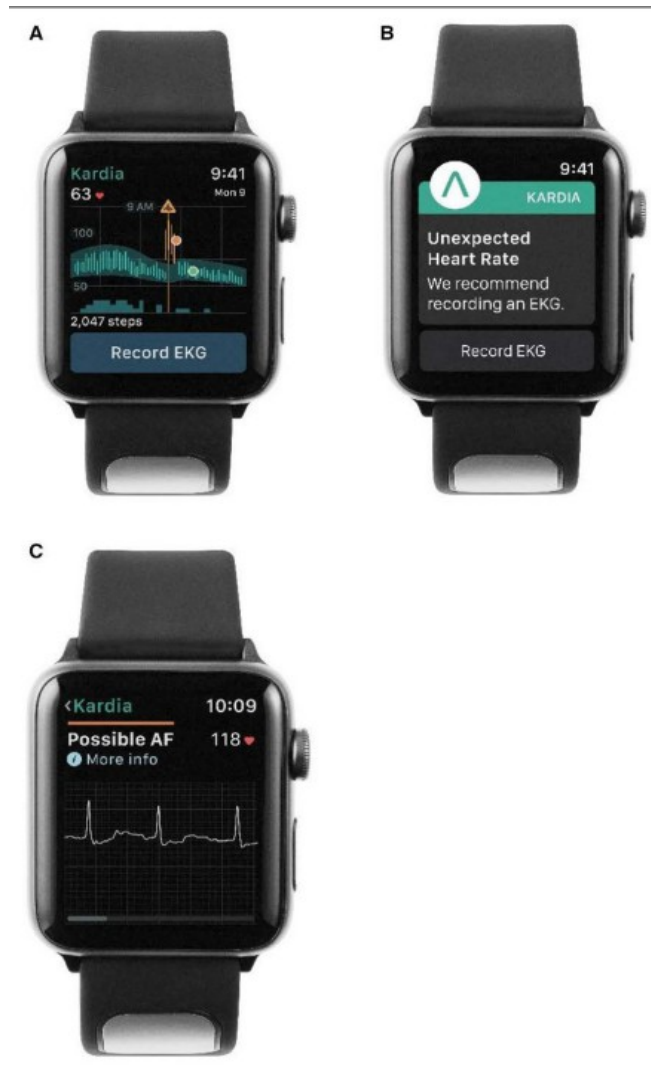 A
Kardia 9:41
63 Mon 9
9 AM
100
50
2,047 steps
Record EKG
B
9:41
KARDIA
Unexpected
Heart Rate
We recommend
recording an EKG.
Record EKG
C
<Kardia 10:09
Possible AF 118
i More info